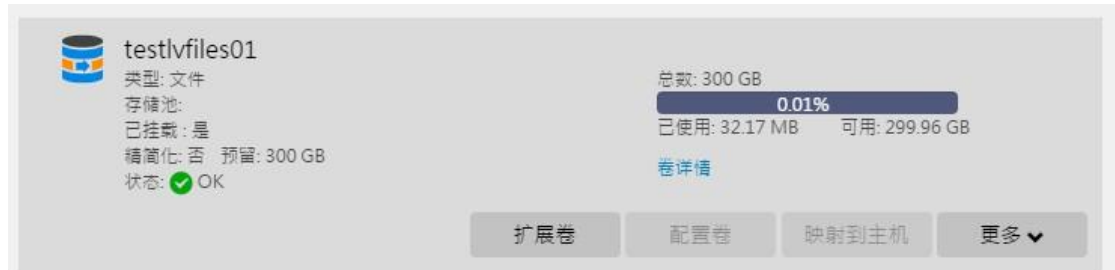 testlvfiles01
类型: 文件
存储池:
已挂载 : 是
精简化: 否 预留: 300 GB
状态: OK
总数: 300 GB
0.01%
已使用: 32.17 MB 可用: 299.96 GB
卷详情
扩展卷 配置卷 映射到主机 更多